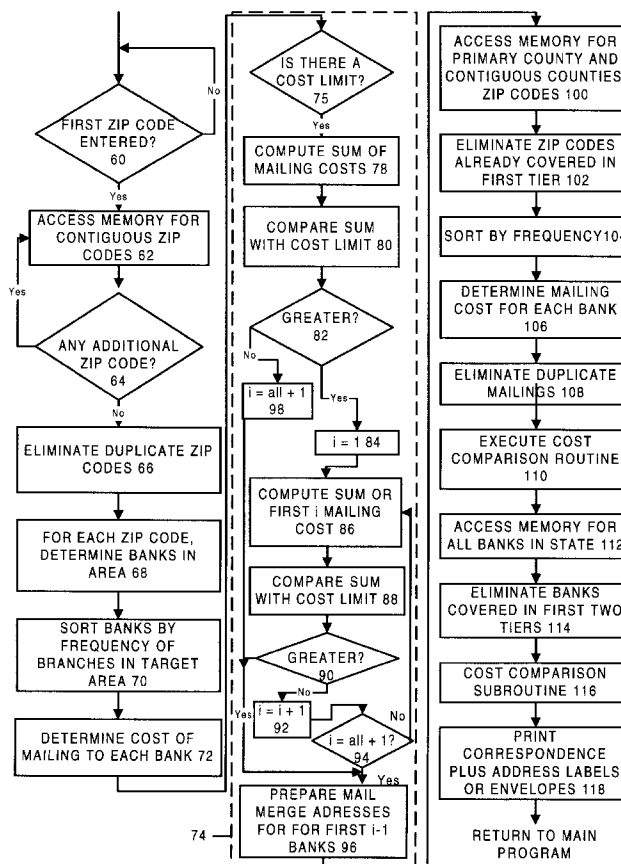 No
FIRST ZIP CODE
ENTERED?
60
Yes
ACCESS MEMORY FOR
CONTIGUOUS ZIP
CODES 62
Yes
ANY ADDITIONAL
ZIP CODE?
64
No
ELIMINATE DUPLICATE ZIP
CODES 66
FOR EACH ZIP CODE,
DETERMINE BANKS IN
AREA 68
SORT BANKS BY
FREQUENCY OF
BRANCHES IN TARGET
AREA 70
DETERMINE COST OF
MAILING TO EACH BANK 72
IS THERE A
COST LIMIT?
75
Yes
COMPUTE SUM OF
MAILING COSTS 78
COMPARE SUM
WITH COST LIMIT 80
GREATER?
82
No
i = all + 1
98
Yes
i = 1 84
COMPUTE SUM OR
FIRST i MAILING
COST 86
COMPARE SUM
WITH COST LIMIT 88
GREATER?
90
No
Yes
i = i + 1
92
No
i = all + 1?
94
Yes
74
PREPARE MAIL
MERGE ADRESSES
FOR FOR FIRST i-1
BANKS 96
ACCESS MEMORY FOR
PRIMARY COUNTY AND
CONTIGUOUS COUNTIES
ZIP CODES 100
ELIMINATE ZIP CODES
ALREADY COVERED IN
FIRST TIER 102
SORT BY FREQUENCY 104
DETERMINE MAILING
COST FOR EACH BANK
106
ELIMINATE DUPLICATE
MAILINGS 108
EXECUTE COST
COMPARISON ROUTINE
110
ACCESS MEMORY FOR
ALL BANKS IN STATE 112
ELIMINATE BANKS
COVERED IN FIRST TWO
TIERS 114
COST COMPARISON
SUBROUTINE 116
PRINT
CORRESPONDENCE
PLUS ADDRESS LABELS
OR ENVELOPES 118
RETURN TO MAIN
PROGRAM